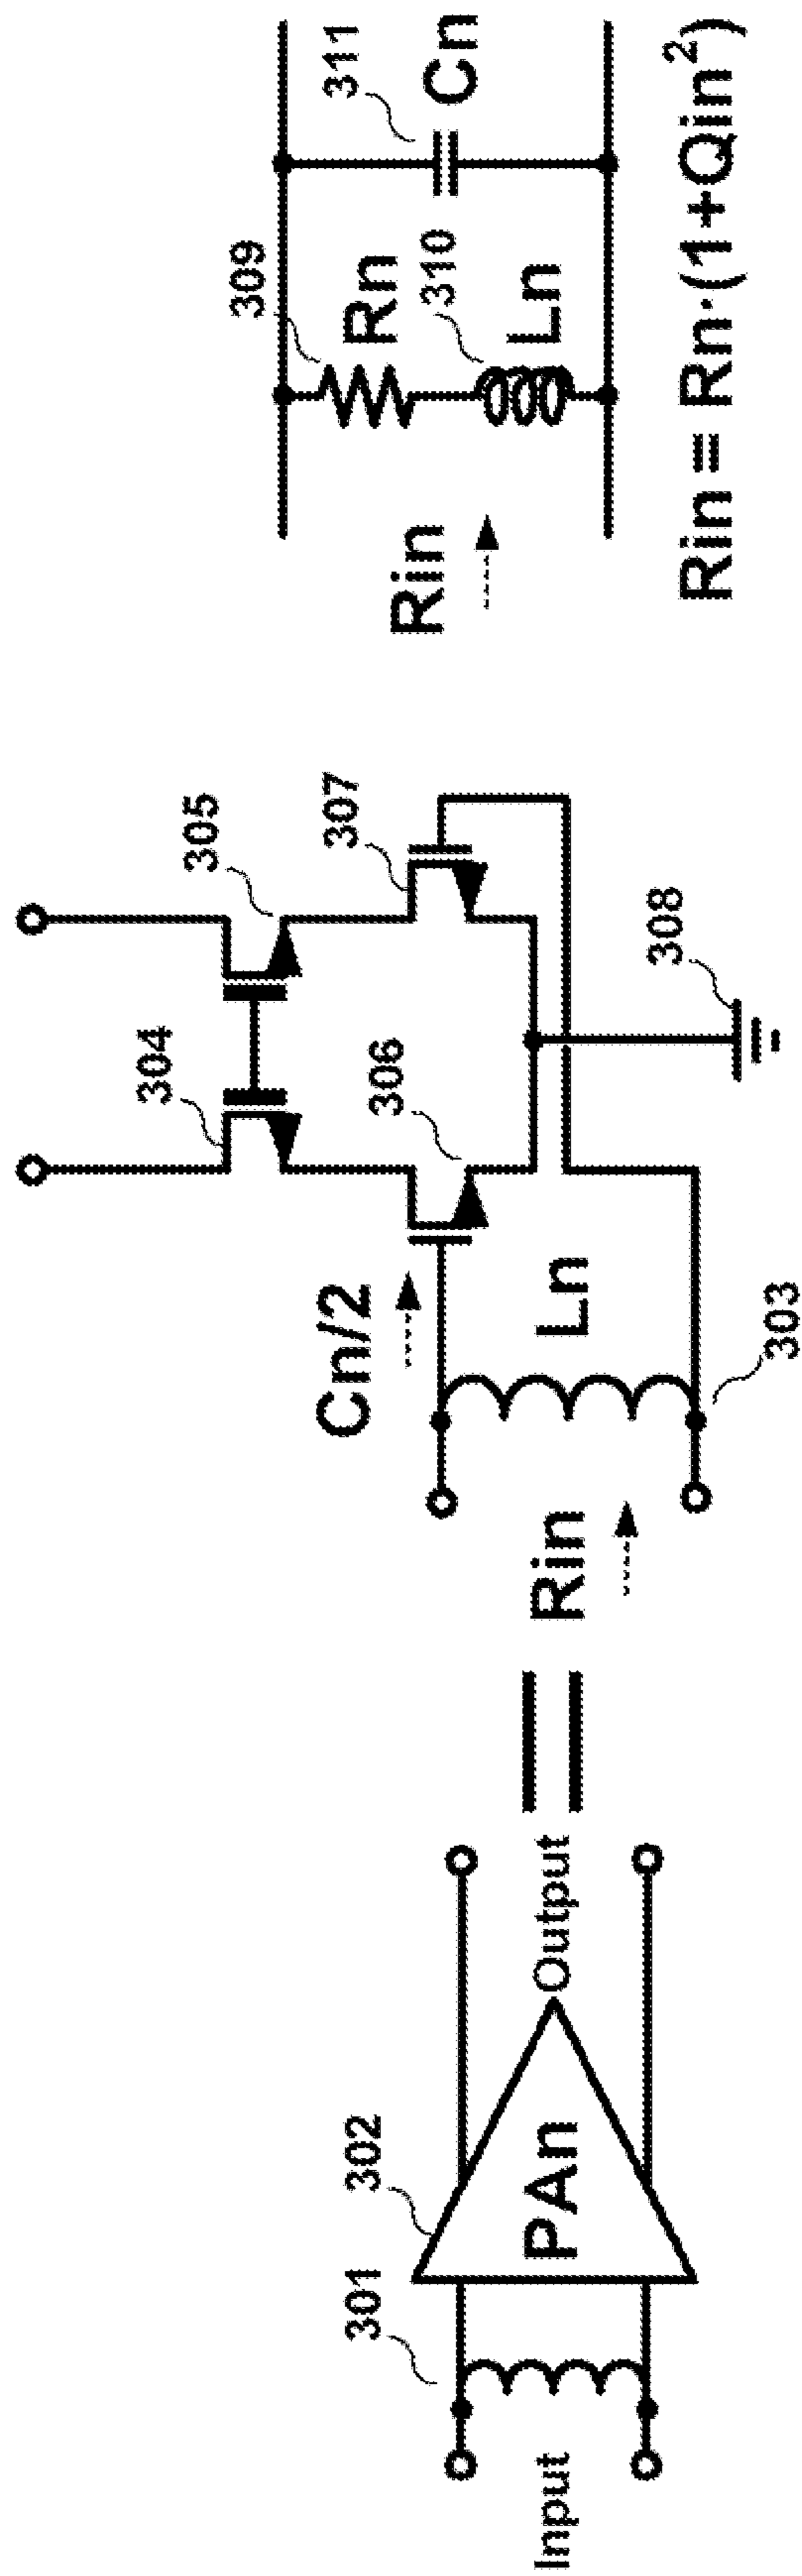 Input
301
302
PAn
Output
Rin
Cn/2
Ln
303
304
305
306
307
308
Rin
309
Rn
310
Ln
311
Cn
Rin = Rn·(1+Qin²)